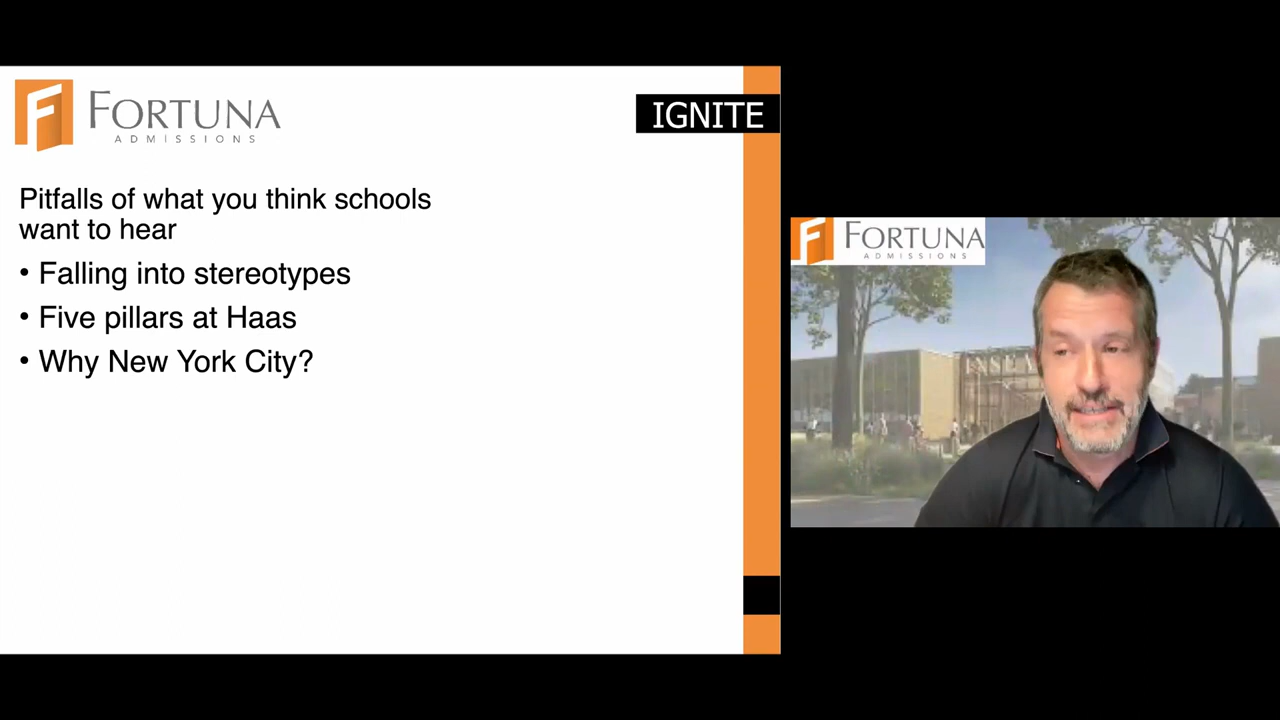 FORTUNA
ADMISSIONS
IGNITE
Pitfalls of what you think schools
want to hear
• Falling into stereotypes
• Five pillars at Haas
• Why New York City?
FORTUNA
ADMISSIONS